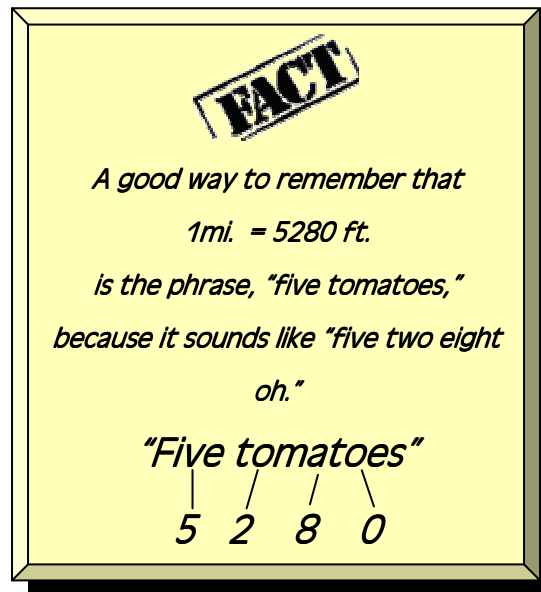 FACT
A good way to remember that
1mi. = 5280 ft.
is the phrase, "five tomatoes,"
because it sounds like "five two eight
oh."
"Five tomatoes"
5 2 8 0